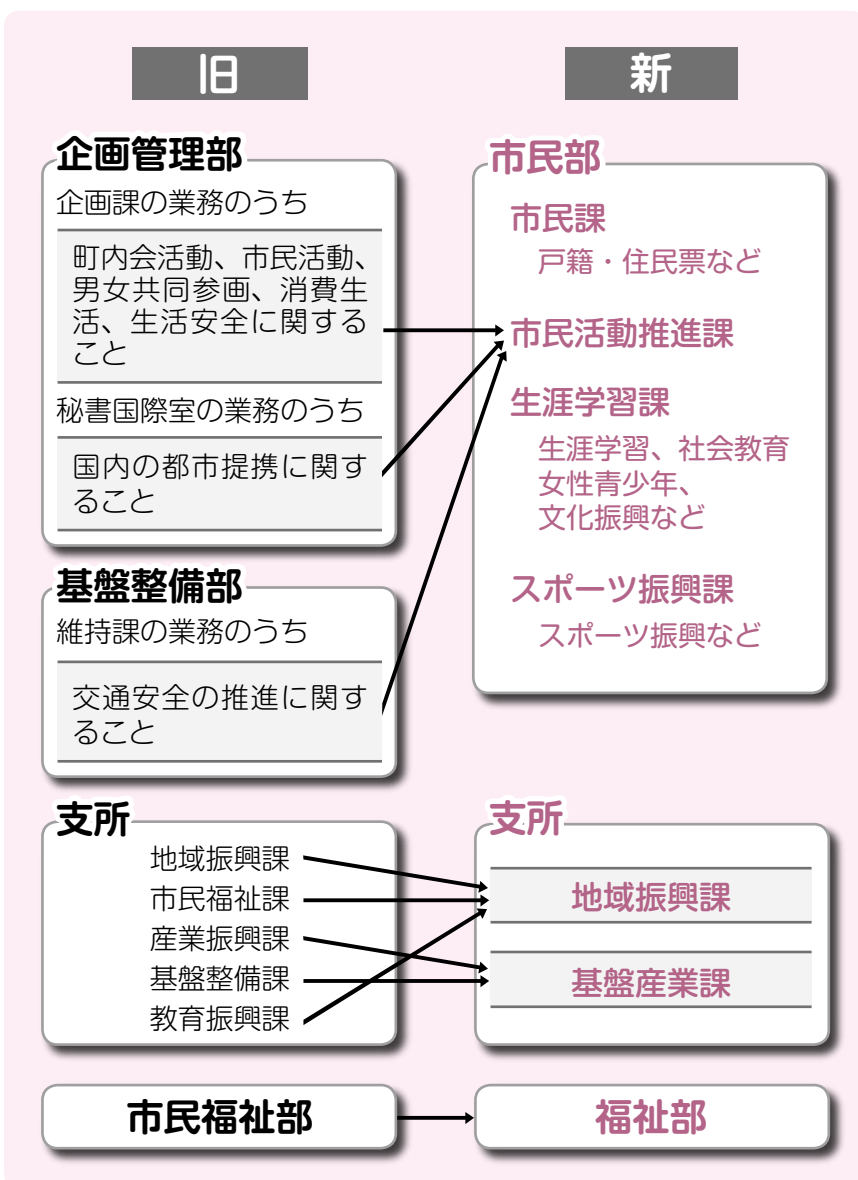 旧
企画管理部
企画課の業務のうち
町内会活動、市民活動、
男女共同参画、消費生
活、生活安全に関する
こと
秘書国際室の業務のうち
国内の都市提携に関す
ること
基盤整備部
維持課の業務のうち
交通安全の推進に関す
ること
支所
地域振興課
市民福祉課
産業振興課
基盤整備課
教育振興課
市民福祉部
新
市民部
市民課
戸籍・住民票など
市民活動推進課
生涯学習課
生涯学習、社会教育
女性青少年、
文化振興など
スポーツ振興課
スポーツ振興など
支所
地域振興課
基盤産業課
福祉部